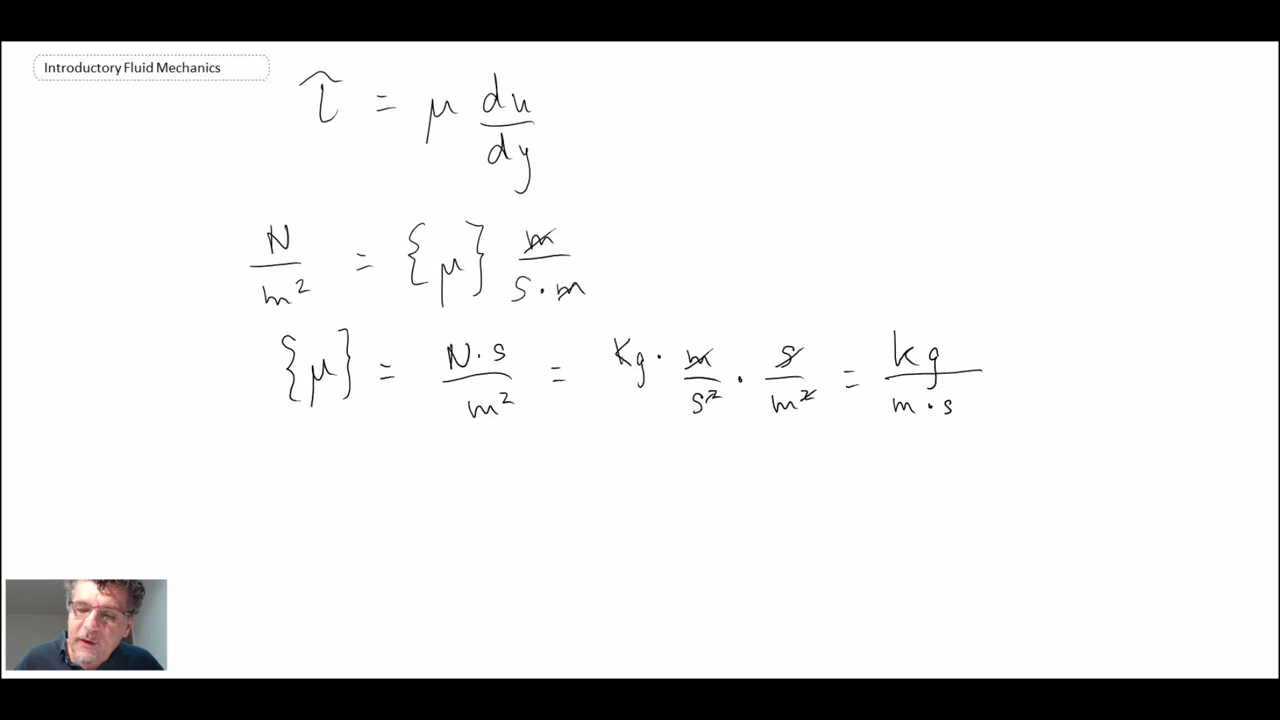 Introductory Fluid Mechanics
τ = μ du/dy
N/m² = {μ} m/s·m
{μ} = N·s/m² = kg · m/s² · s/m² = kg/m·s